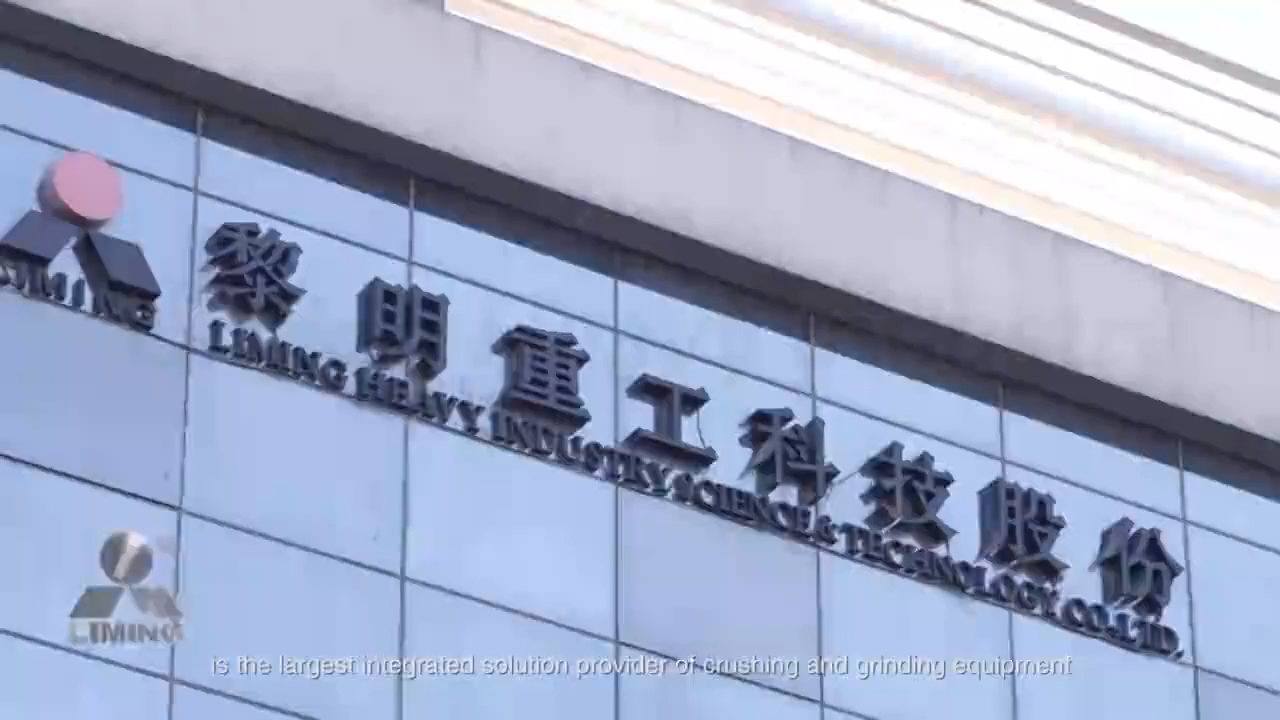 LIMING
黎明重工科技股份
LIMING HEAVY INDUSTRY SCIENCE & TECHNOLOGY CO.,LTD.
LIMING
is the largest integrated solution provider of crushing and grinding equipment